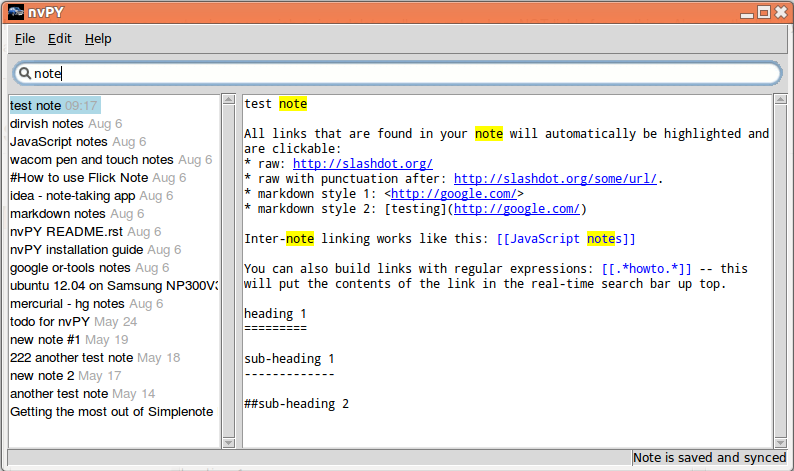 nvPY
File Edit Help
note
test note 09:17
dirvish notes Aug 6
JavaScript notes Aug 6
wacom pen and touch notes Aug 6
#How to use Flick Note Aug 6
idea - note-taking app Aug 6
markdown notes Aug 6
nvPY README.rst Aug 6
nvPY installation guide Aug 6
google or-tools notes Aug 6
ubuntu 12.04 on Samsung NP300V3
mercurial - hg notes Aug 6
todo for nvPY May 24
new note #1 May 19
222 another test note May 18
new note 2 May 17
another test note May 14
Getting the most out of Simplenote
test note
All links that are found in your note will automatically be highlighted and
are clickable:
* raw: http://slashdot.org/
* raw with punctuation after: http://slashdot.org/some/url/.
* markdown style 1: <http://google.com/>
* markdown style 2: [testing](http://google.com/)
Inter-note linking works like this: [[JavaScript notes]]
You can also build links with regular expressions: [[.*howto.*]] -- this
will put the contents of the link in the real-time search bar up top.
heading 1
=========
sub-heading 1
-------------
##sub-heading 2
Note is saved and synced